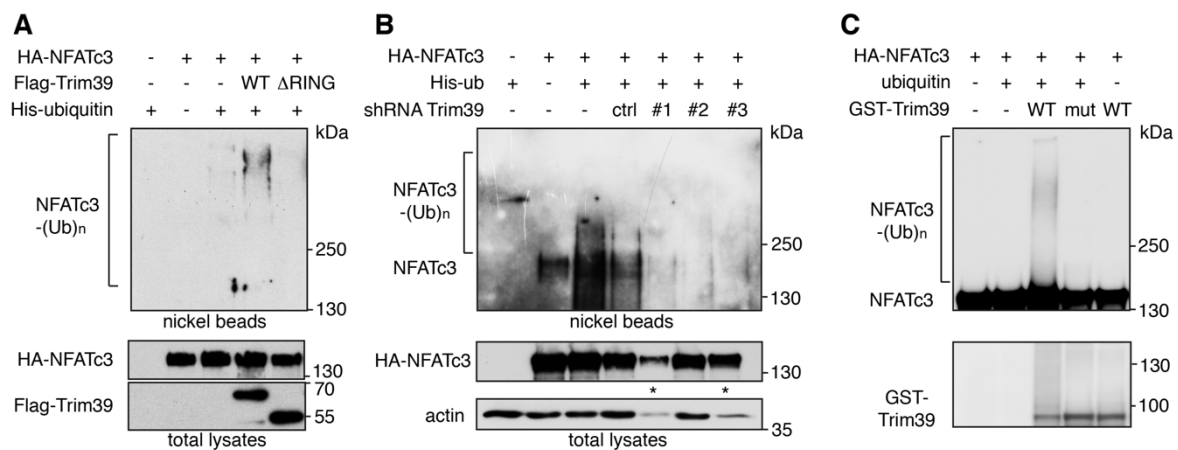 A
HA-NFATc3 - + + + +
Flag-Trim39 - - - WT ΔRING
His-ubiquitin + - + + +
kDa
NFATc3
-(Ub)n
250
130
nickel beads
HA-NFATc3
130
Flag-Trim39
70
55
total lysates
B
HA-NFATc3 - + + + + + +
His-ub + - + + + + +
shRNA Trim39 - - - ctrl #1 #2 #3
kDa
NFATc3
-(Ub)n
250
NFATc3
130
nickel beads
HA-NFATc3
130
* *
actin
35
total lysates
C
HA-NFATc3 + + + + +
ubiquitin - + + + -
GST-Trim39 - - WT mut WT
kDa
NFATc3
-(Ub)n
250
NFATc3
130
130
GST-
Trim39
100